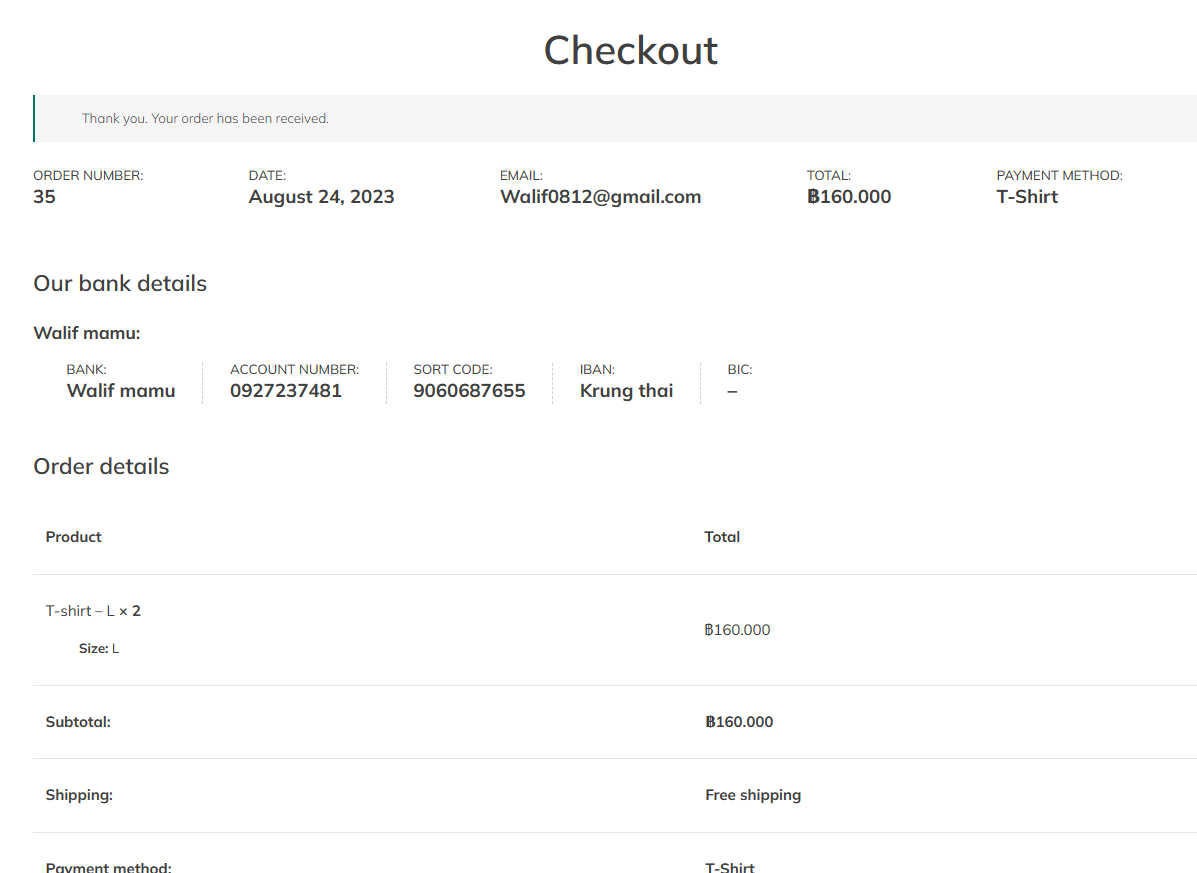 Checkout
Thank you. Your order has been received.
ORDER NUMBER: DATE: EMAIL: TOTAL: PAYMENT METHOD:
35 August 24, 2023 Walif0812@gmail.com ฿160.000 T-Shirt
Our bank details
Walif mamu:
BANK: ACCOUNT NUMBER: SORT CODE: IBAN: BIC:
Walif mamu 0927237481 9060687655 Krung thai –
Order details
Product Total
T-shirt – L × 2
฿160.000
Size: L
Subtotal: ฿160.000
Shipping: Free shipping
Payment method: T-Shirt